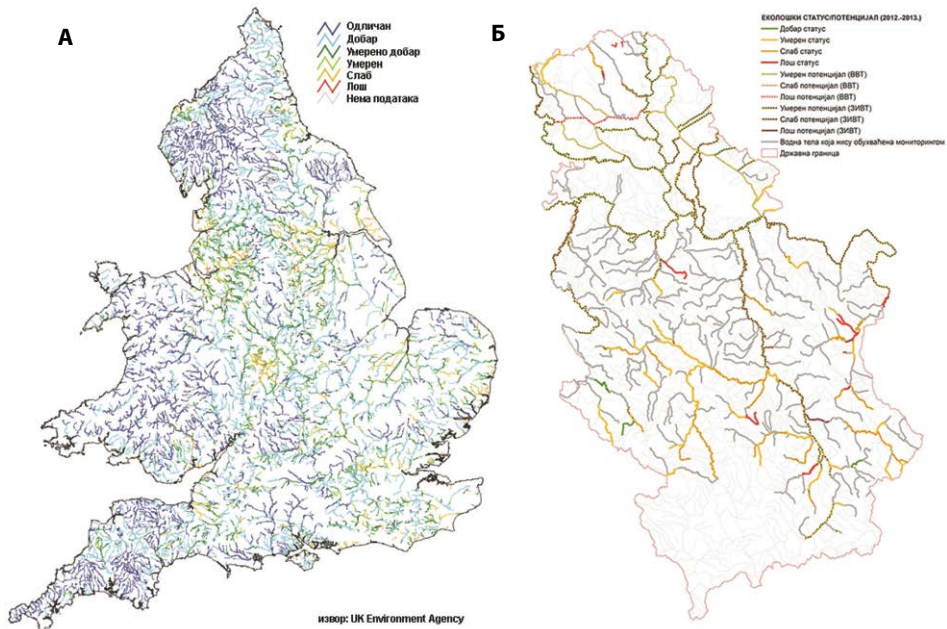 А
Одличан
Добар
Умерено добар
Умерен
Слаб
Лош
Нема података
извор: UK Environment Agency
Б
ЕКОЛОШКИ СТАТУС/ПОТЕНЦИЈАЛ (2012.-2013.)
Добар статус
Умерен статус
Слаб статус
Лош статус
Умерен потенцијал (ВВТ)
Слаб потенцијал (ВВТ)
Лош потенцијал (ВВТ)
Умерен потенцијал (ЗИВТ)
Слаб потенцијал (ЗИВТ)
Лош потенцијал (ЗИВТ)
Водна тела која нису обухваћена мониторингом
Државна граница